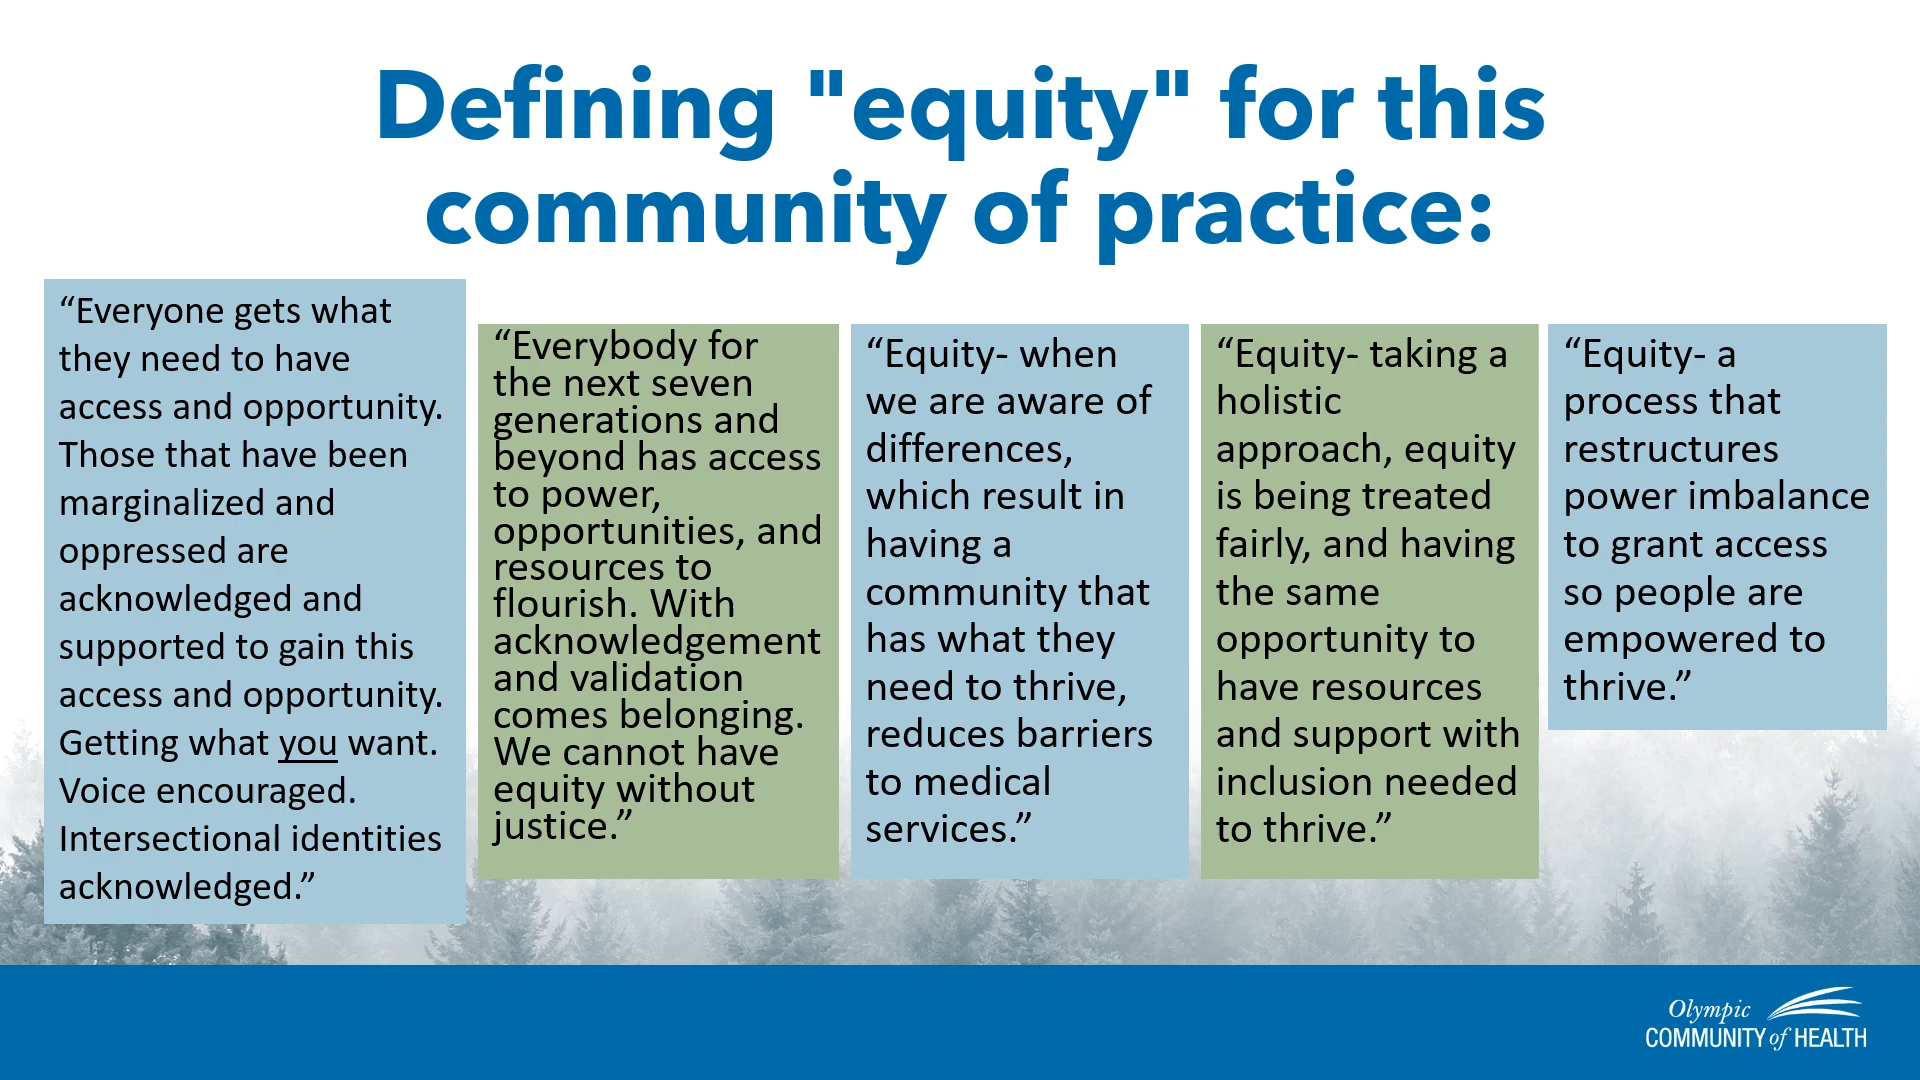 Defining "equity" for this
community of practice:
“Everyone gets what
they need to have
access and opportunity.
Those that have been
marginalized and
oppressed are
acknowledged and
supported to gain this
access and opportunity.
Getting what you want.
Voice encouraged.
Intersectional identities
acknowledged.”
“Everybody for
the next seven
generations and
beyond has access
to power,
opportunities, and
resources to
flourish. With
acknowledgement
and validation
comes belonging.
We cannot have
equity without
justice.”
“Equity- when
we are aware of
differences,
which result in
having a
community that
has what they
need to thrive,
reduces barriers
to medical
services.”
“Equity- taking a
holistic
approach, equity
is being treated
fairly, and having
the same
opportunity to
have resources
and support with
inclusion needed
to thrive.”
“Equity- a
process that
restructures
power imbalance
to grant access
so people are
empowered to
thrive.”
Olympic
COMMUNITY of HEALTH